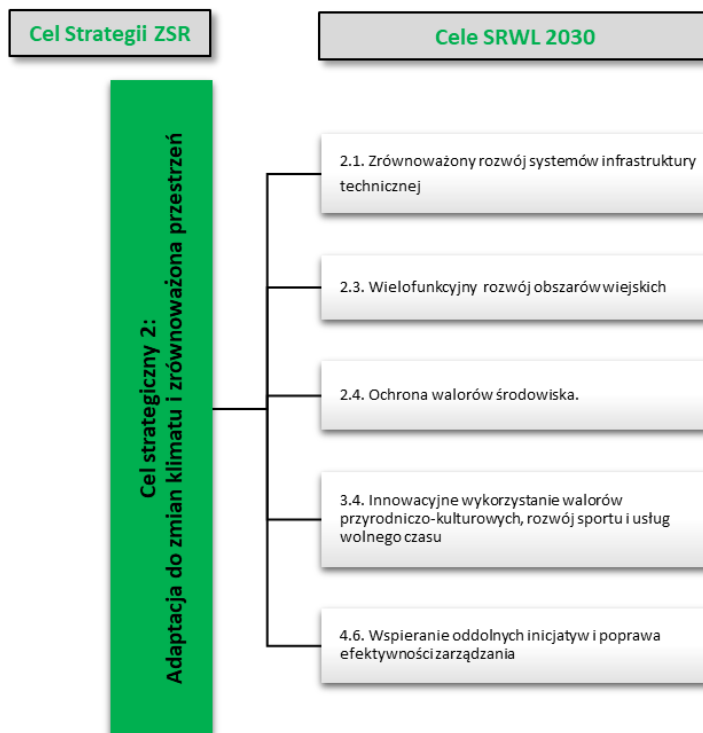 Cel Strategii ZSR
Cele SRWL 2030
Cel strategiczny 2:
Adaptacja do zmian klimatu i zrównoważona przestrzeń
2.1. Zrównoważony rozwój systemów infrastruktury
technicznej
2.3. Wielofunkcyjny rozwój obszarów wiejskich
2.4. Ochrona walorów środowiska.
3.4. Innowacyjne wykorzystanie walorów
przyrodniczo-kulturowych, rozwój sportu i usług
wolnego czasu
4.6. Wspieranie oddolnych inicjatyw i poprawa
efektywności zarządzania